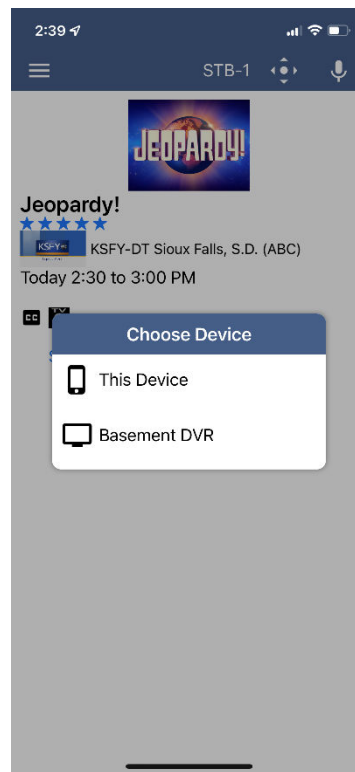 2:39
STB-1
JEOPARDY!
Jeopardy!
KSFY
KSFY-DT Sioux Falls, S.D. (ABC)
Today 2:30 to 3:00 PM
CC
Choose Device
This Device
Basement DVR